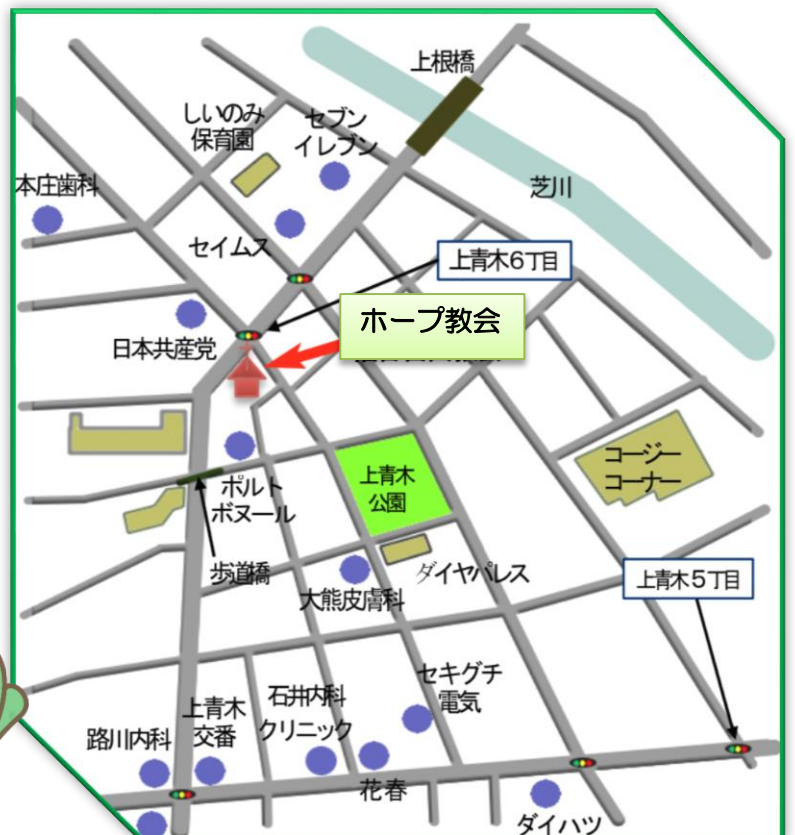 上根橋
しいのみ
保育園
セブン
イレブン
本庄歯科
芝川
セイムス
上青木6丁目
ホープ教会
日本共産党
コージー
コーナー
上青木
公園
ポルト
ボヌール
歩道橋
ダイヤパレス
上青木5丁目
大熊皮膚科
セキグチ
電気
石井内科
クリニック
上青木
交番
路川内科
花春
ダイハツ